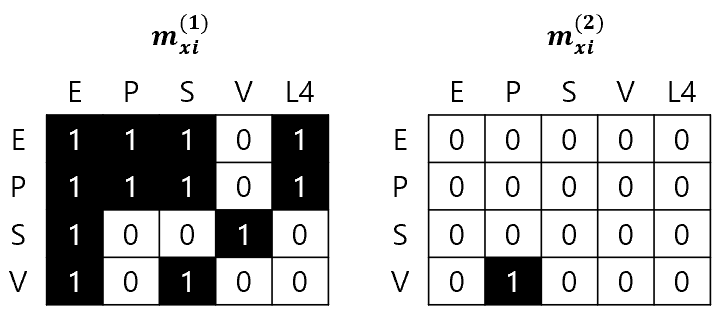 m_{xi}^{(1)} m_{xi}^{(2)}
E P S V L4 E P S V L4
E 1 1 1 0 1 E 0 0 0 0 0
P 1 1 1 0 1 P 0 0 0 0 0
S 1 0 0 1 0 S 0 0 0 0 0
V 1 0 1 0 0 V 0 1 0 0 0